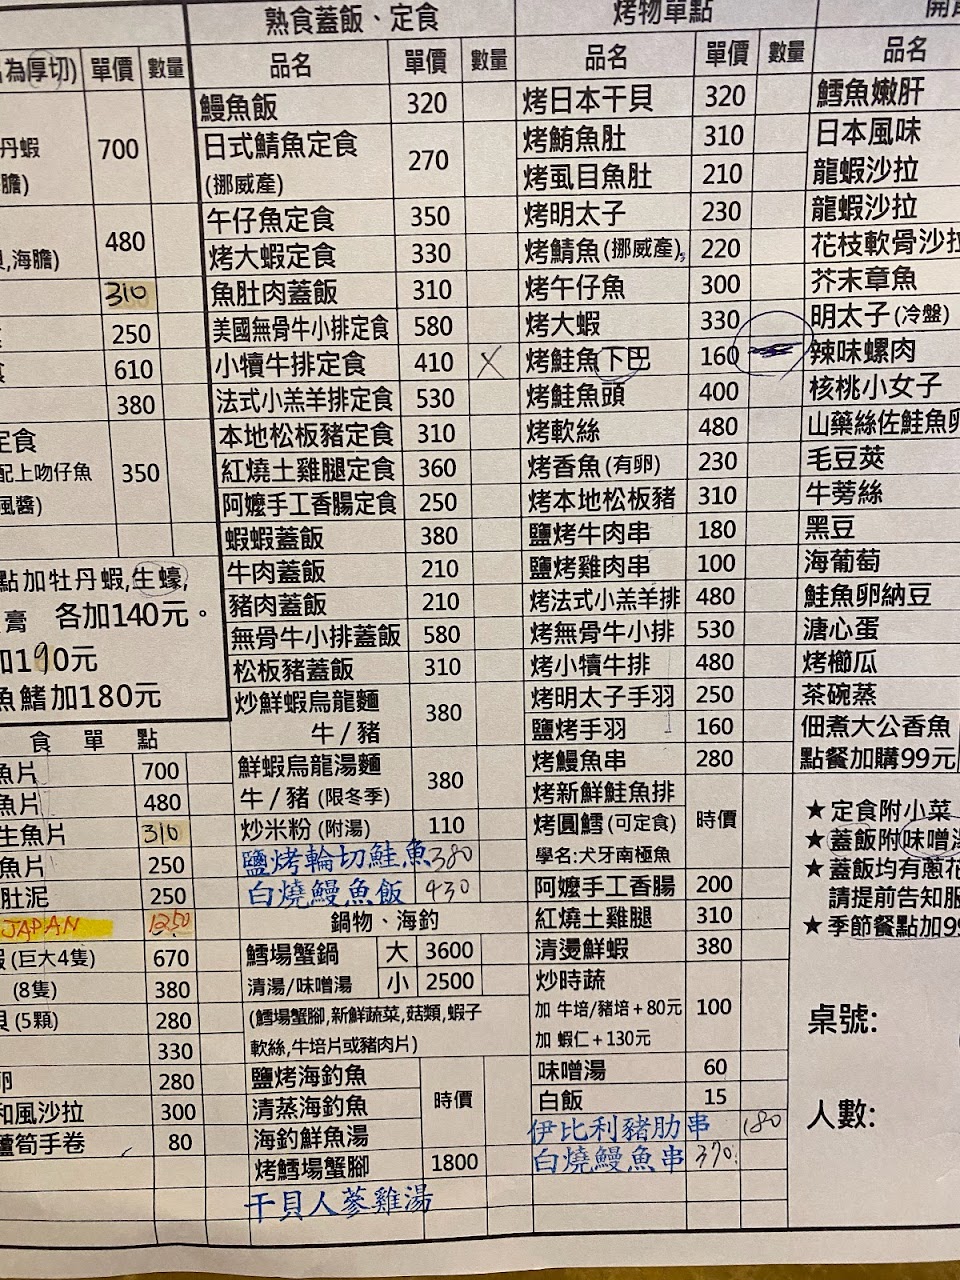 為厚切) 單價 數量
丹蝦
膽)
700
貝,海膽)
480
310
250
610
380
定食
配上吻仔魚
風醬)
350
點加牡丹蝦,生蠔,
膏 各加140元。
加190元
魚鰭加180元
食單點
魚片 700
魚片 480
生魚片 310
魚片 250
肚泥 250
JAPAN 1250
蝦(巨大4隻) 670
(8隻) 380
貝(5顆) 280
330
卵 280
和風沙拉 300
蘆筍手卷 80
熟食蓋飯、定食
品名 單價 數量
鰻魚飯 320
日式鯖魚定食
(挪威產)
270
午仔魚定食 350
烤大蝦定食 330
魚肚肉蓋飯 310
美國無骨牛小排定食 580
小犢牛排定食 410 X
法式小羔羊排定食 530
本地松板豬定食 310
紅燒土雞腿定食 360
阿嬤手工香腸定食 250
蝦蝦蓋飯 380
牛肉蓋飯 210
豬肉蓋飯 210
無骨牛小排蓋飯 580
松板豬蓋飯 310
炒鮮蝦烏龍麵
牛/豬
380
鮮蝦烏龍湯麵
牛/豬(限冬季)
380
炒米粉(附湯) 110
鹽烤輪切鮭魚 380
白燒鰻魚飯 430
鍋物、海釣
鱈場蟹鍋 大 3600
清湯/味噌湯 小 2500
(鱈場蟹腳,新鮮蔬菜,菇類,蝦子
軟絲,牛培片或豬肉片)
鹽烤海釣魚
清蒸海釣魚
海釣鮮魚湯
時價
烤鱈場蟹腳 1800
干貝人蔘雞湯
烤物單點
品名 單價 數量
烤日本干貝 320
烤鮪魚肚 310
烤虱目魚肚 210
烤明太子 230
烤鯖魚(挪威產) 220
烤午仔魚 300
烤大蝦 330
烤鮭魚下巴 160
烤鮭魚頭 400
烤軟絲 480
烤香魚(有卵) 230
烤本地松板豬 310
鹽烤牛肉串 180
鹽烤雞肉串 100
烤法式小羔羊排 480
烤無骨牛小排 530
烤小犢牛排 480
烤明太子手羽 250
鹽烤手羽 160
烤鰻魚串 280
烤新鮮鮭魚排
烤圓鱈(可定食)
學名:犬牙南極魚
時價
阿嬤手工香腸 200
紅燒土雞腿 310
清燙鮮蝦 380
炒時蔬
加 牛培/豬培+80元
加 蝦仁+130元
100
味噌湯 60
白飯 15
伊比利豬肋串 180
白燒鰻魚串 370
開
品名
鱈魚嫩肝
日本風味
龍蝦沙拉
龍蝦沙拉
花枝軟骨沙拉
芥末章魚
明太子(冷盤)
辣味螺肉
核桃小女子
山藥絲佐鮭魚卵
毛豆莢
牛蒡絲
黑豆
海葡萄
鮭魚卵納豆
溏心蛋
烤櫛瓜
茶碗蒸
佃煮大公香魚
點餐加購99元
★定食附小菜
★蓋飯附味噌湯
★蓋飯均有蔥花
請提前告知服
★季節餐點加99
桌號:
人數: